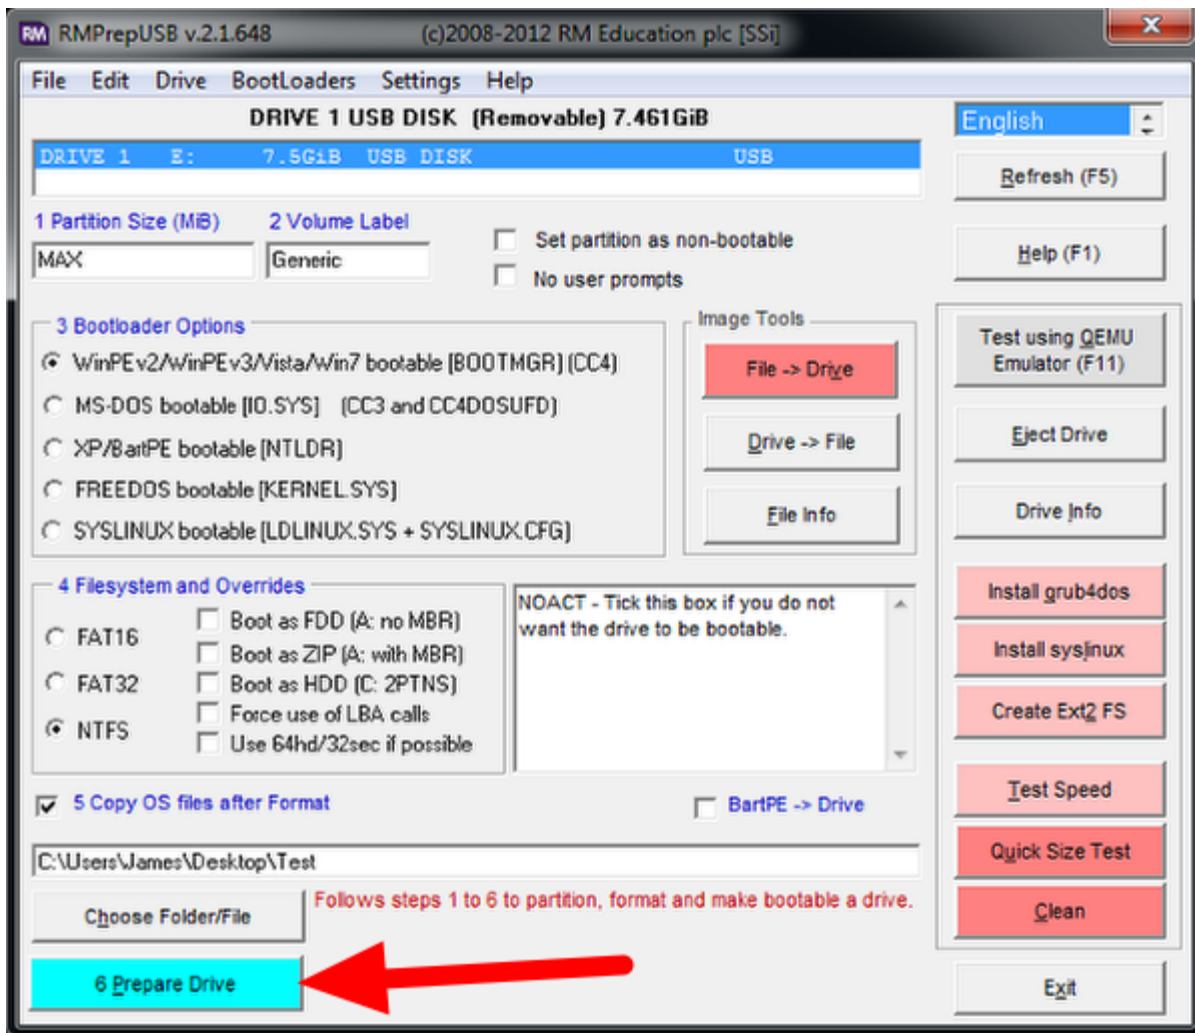 RM RMPrepUSB v.2.1.648 (c)2008-2012 RM Education plc [SSi]
File Edit Drive BootLoaders Settings Help
DRIVE 1 USB DISK (Removable) 7.461GiB
English
DRIVE 1 E: 7.5GiB USB DISK USB
Refresh (F5)
1 Partition Size (MiB) 2 Volume Label
MAX Generic
Set partition as non-bootable
No user prompts
Help (F1)
3 Bootloader Options
WinPEv2/WinPEv3/Vista/Win7 bootable [BOOTMGR] (CC4)
MS-DOS bootable [IO.SYS] (CC3 and CC4DOSUFD)
XP/BartPE bootable [NTLDR]
FREEDOS bootable [KERNEL.SYS]
SYSLINUX bootable [LDLINUX.SYS + SYSLINUX.CFG]
Image Tools
File -> Drive
Drive -> File
File Info
Test using QEMU
Emulator (F11)
Eject Drive
Drive Info
4 Filesystem and Overrides
FAT16
FAT32
NTFS
Boot as FDD (A: no MBR)
Boot as ZIP (A: with MBR)
Boot as HDD (C: 2PTNS)
Force use of LBA calls
Use 64hd/32sec if possible
NOACT - Tick this box if you do not
want the drive to be bootable.
Install grub4dos
Install syslinux
Create Ext2 FS
Test Speed
Quick Size Test
Clean
5 Copy OS files after Format
BartPE -> Drive
C:\Users\James\Desktop\Test
Choose Folder/File
Follows steps 1 to 6 to partition, format and make bootable a drive.
6 Prepare Drive
Exit